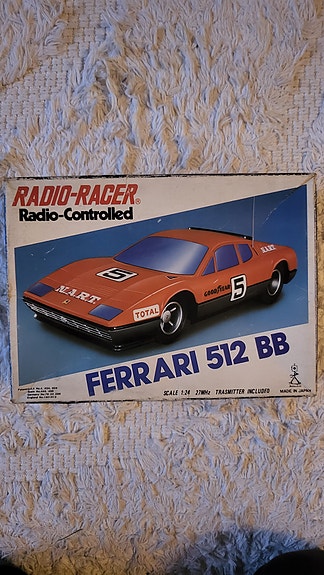 RADIO-RACER®
Radio-Controlled
5
N.A.R.T.
N.A.R.T.
GOODYEAR
5
TOTAL
FERRARI 512 BB
SCALE 1:24 27MHz TRASMITTER INCLUDED
MADE IN JAPAN